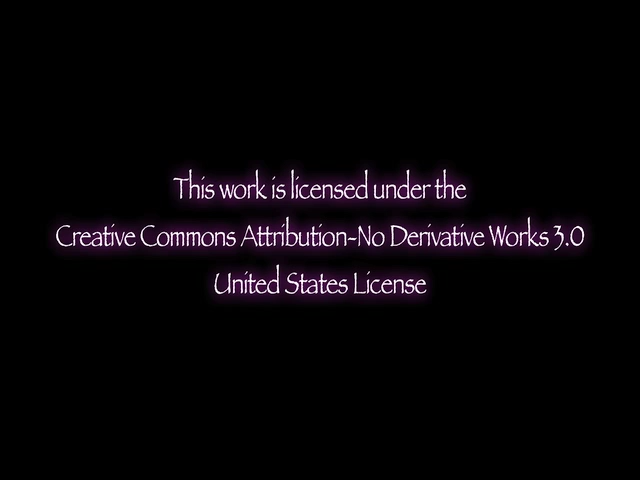 This work is licensed under the
Creative Commons Attribution-No Derivative Works 3.0
United States License